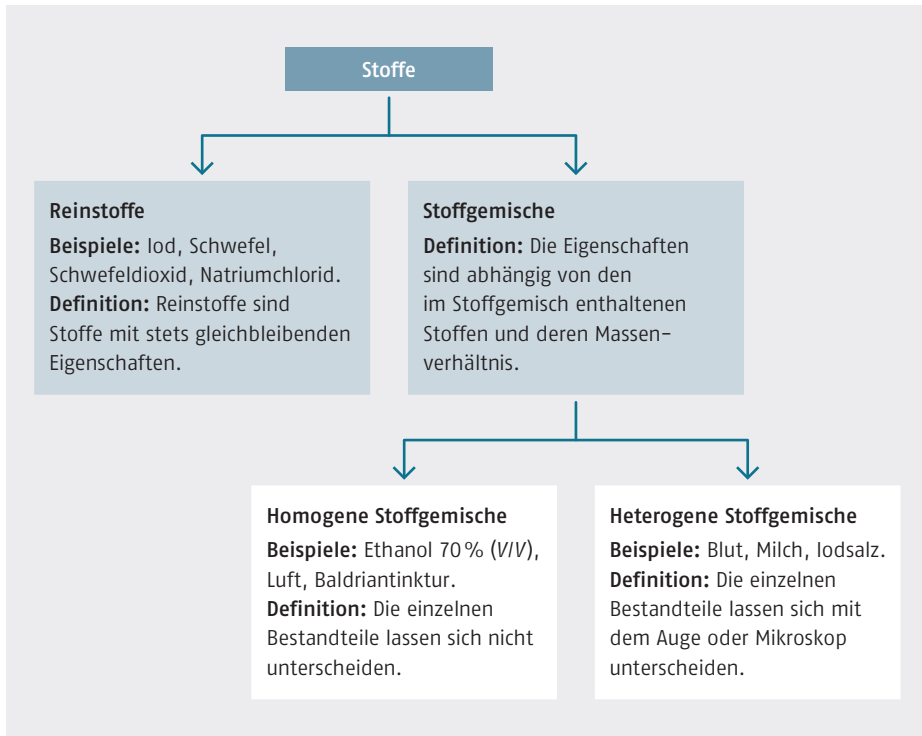 Stoffe
Reinstoffe
Beispiele: Iod, Schwefel,
Schwefeldioxid, Natriumchlorid.
Definition: Reinstoffe sind
Stoffe mit stets gleichbleibenden
Eigenschaften.
Stoffgemische
Definition: Die Eigenschaften
sind abhängig von den
im Stoffgemisch enthaltenen
Stoffen und deren Massen-
verhältnis.
Homogene Stoffgemische
Beispiele: Ethanol 70 % (V/V),
Luft, Baldriantinktur.
Definition: Die einzelnen
Bestandteile lassen sich nicht
unterscheiden.
Heterogene Stoffgemische
Beispiele: Blut, Milch, Iodsalz.
Definition: Die einzelnen
Bestandteile lassen sich mit
dem Auge oder Mikroskop
unterscheiden.